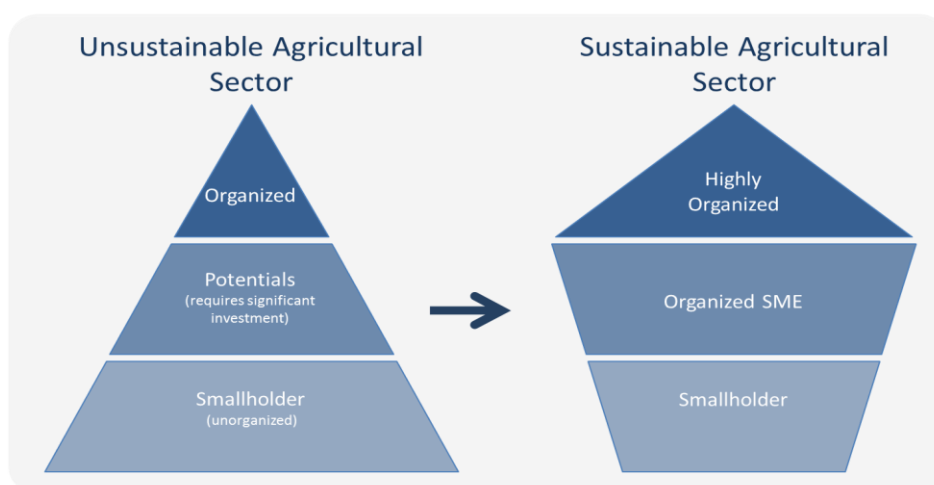 Unsustainable Agricultural
Sector
Organized
Potentials
(requires significant
investment)
Smallholder
(unorganized)
Sustainable Agricultural
Sector
Highly
Organized
Organized SME
Smallholder